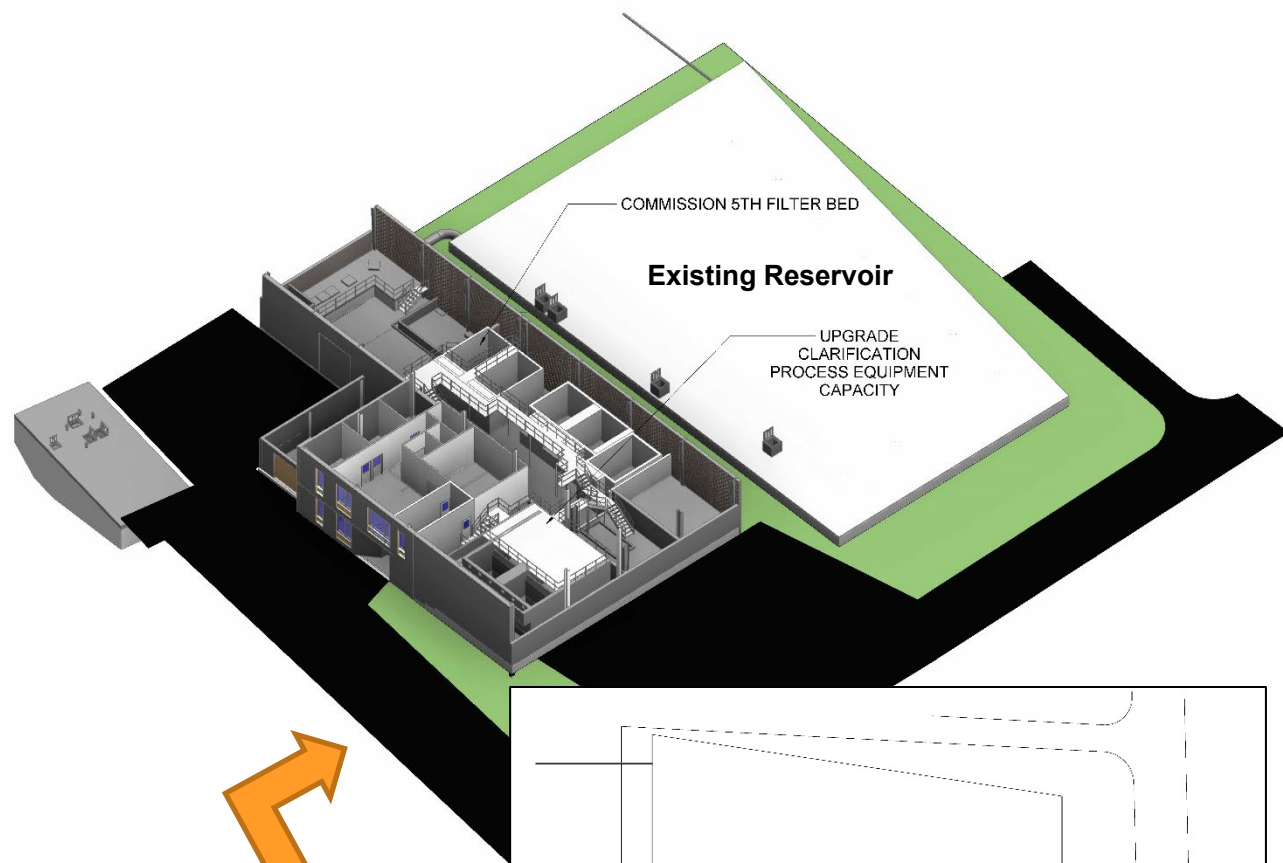 COMMISSION 5TH FILTER BED
Existing Reservoir
UPGRADE
CLARIFICATION
PROCESS EQUIPMENT
CAPACITY